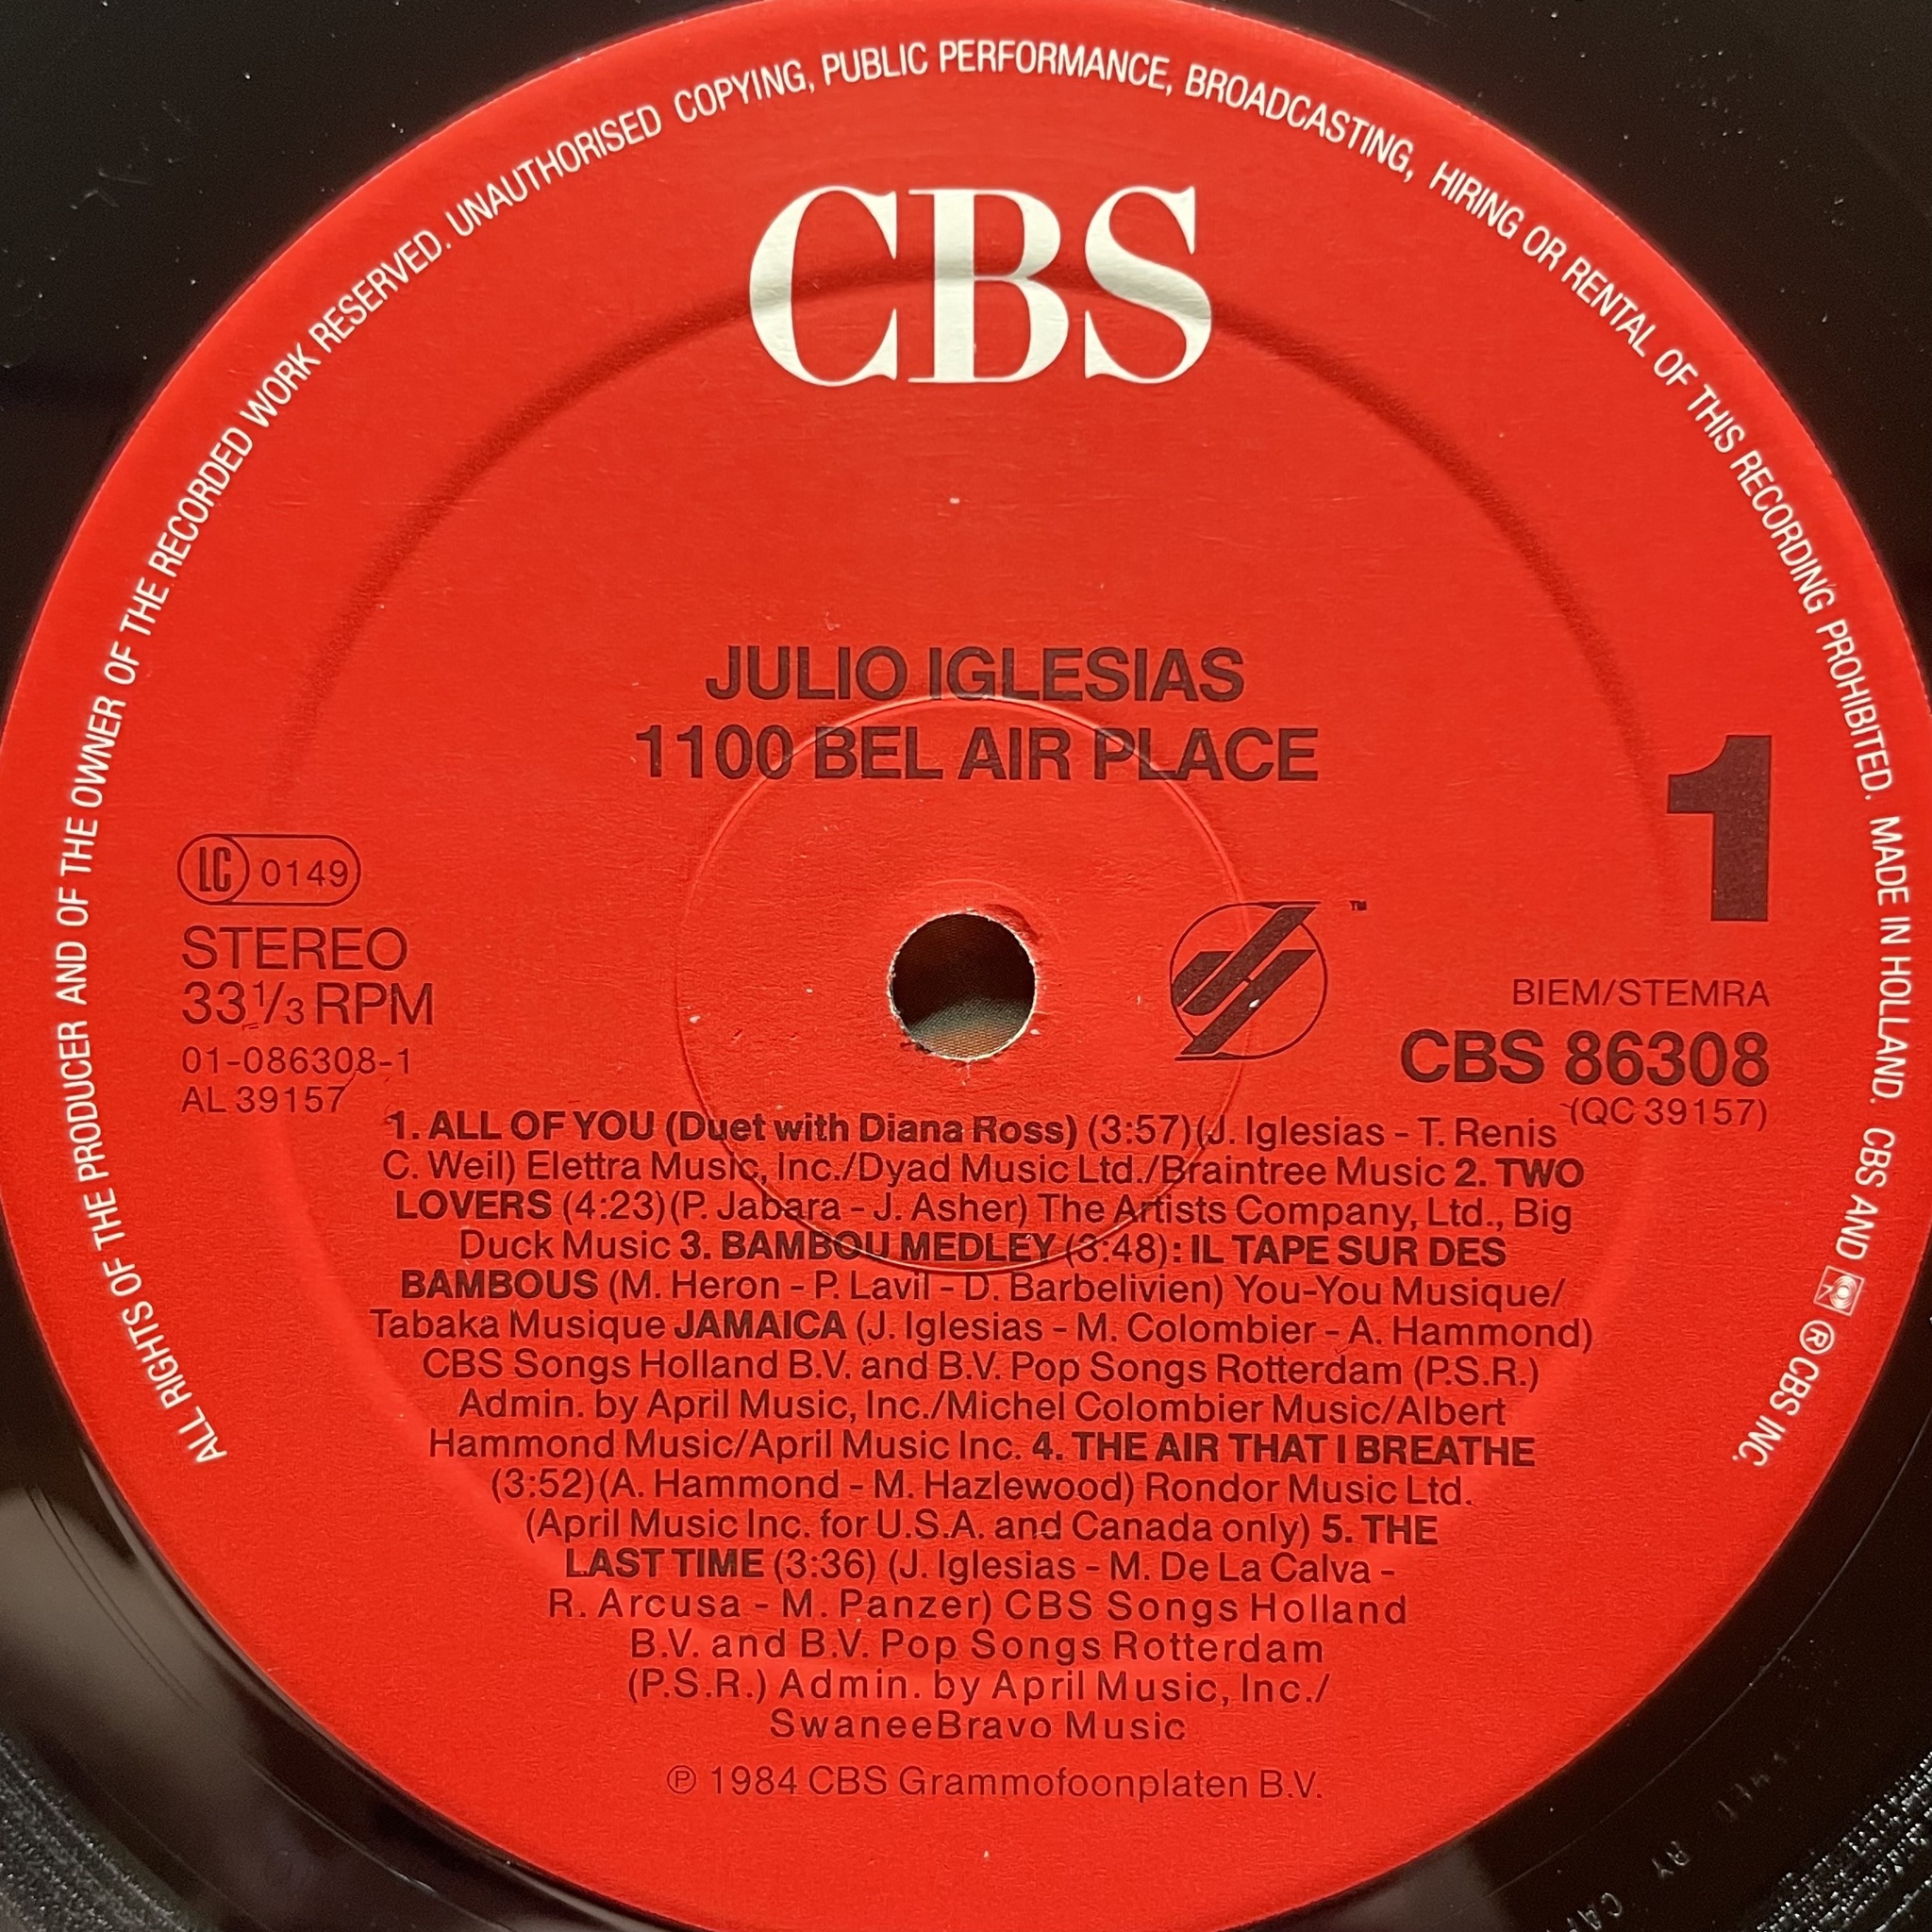 ALL RIGHTS OF THE PRODUCER AND OF THE OWNER OF THE RECORDED WORK RESERVED. UNAUTHORISED COPYING, PUBLIC PERFORMANCE, BROADCASTING, HIRING OR RENTAL OF THIS RECORDING PROHIBITED. MADE IN HOLLAND. CBS AND ® CBS INC.
CBS
JULIO IGLESIAS
1100 BEL AIR PLACE
1
LC 0149
STEREO
33 1/3 RPM
01-086308-1
AL 39157
TM
BIEM/STEMRA
CBS 86308
(QC 39157)
1. ALL OF YOU (Duet with Diana Ross) (3:57)(J. Iglesias - T. Renis
C. Weil) Elettra Music, Inc./Dyad Music Ltd./Braintree Music 2. TWO
LOVERS (4:23)(P. Jabara - J. Asher) The Artists Company, Ltd., Big
Duck Music 3. BAMBOU MEDLEY (3:48): IL TAPE SUR DES
BAMBOUS (M. Heron - P. Lavil - D. Barbelivien) You-You Musique/
Tabaka Musique JAMAICA (J. Iglesias - M. Colombier - A. Hammond)
CBS Songs Holland B.V. and B.V. Pop Songs Rotterdam (P.S.R.)
Admin. by April Music, Inc./Michel Colombier Music/Albert
Hammond Music/April Music Inc. 4. THE AIR THAT I BREATHE
(3:52)(A. Hammond - M. Hazlewood) Rondor Music Ltd.
(April Music Inc. for U.S.A. and Canada only) 5. THE
LAST TIME (3:36) (J. Iglesias - M. De La Calva -
R. Arcusa - M. Panzer) CBS Songs Holland
B.V. and B.V. Pop Songs Rotterdam
(P.S.R.) Admin. by April Music, Inc./
SwaneeBravo Music
℗ 1984 CBS Grammofoonplaten B.V.